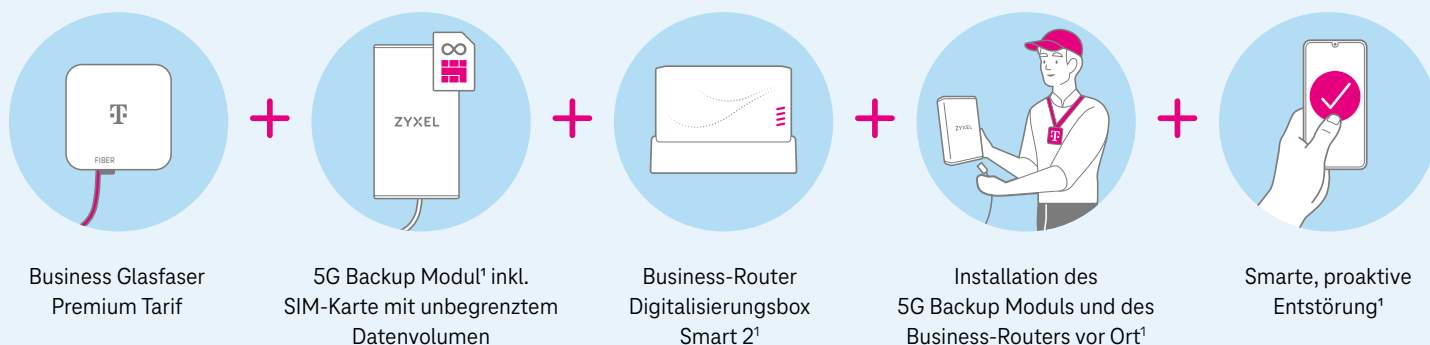 T
FIBER
ZYXEL
ZYXEL
T
Business Glasfaser
Premium Tarif
5G Backup Modul¹ inkl.
SIM-Karte mit unbegrenztem
Datenvolumen
Business-Router
Digitalisierungsbox
Smart 2¹
Installation des
5G Backup Moduls und des
Business-Routers vor Ort¹
Smarte, proaktive
Entstörung¹